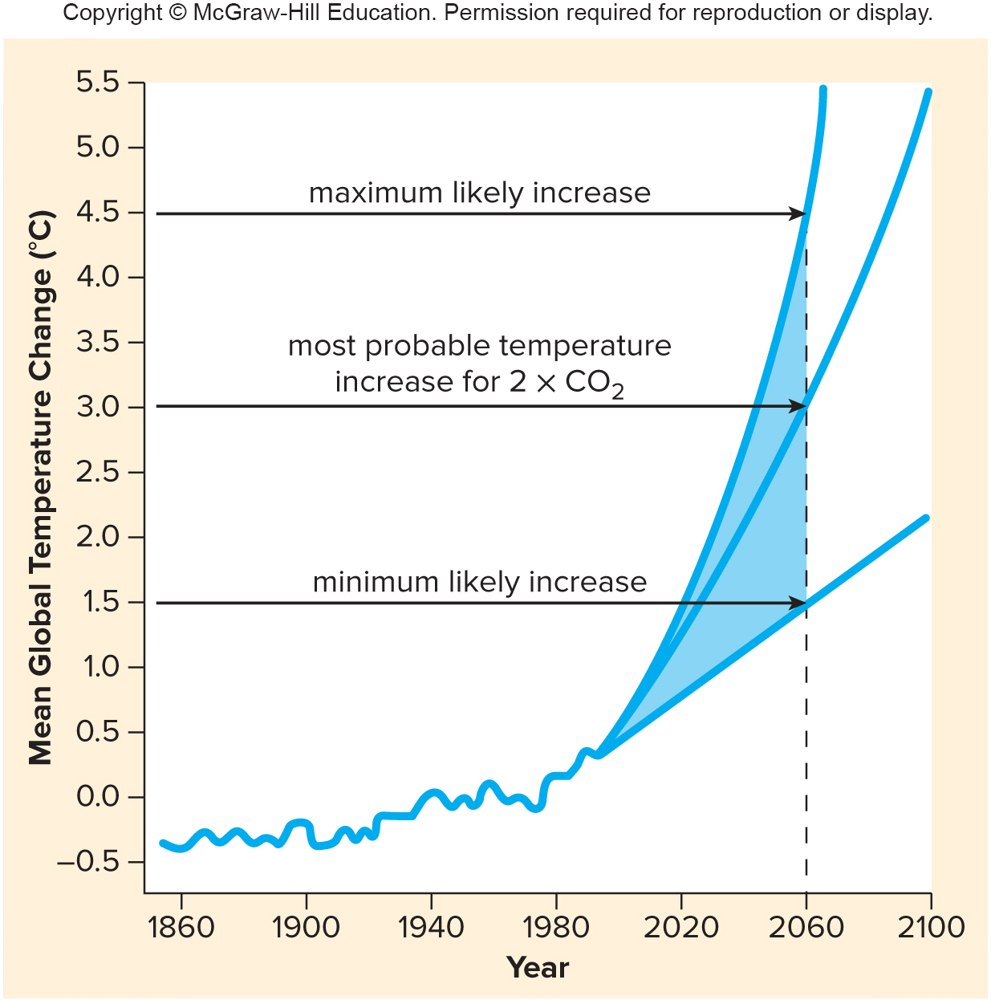 Copyright © McGraw-Hill Education. Permission required for reproduction or display.
Mean Global Temperature Change (°C)
5.5
5.0
4.5
4.0
3.5
3.0
2.5
2.0
1.5
1.0
0.5
0.0
–0.5
maximum likely increase
most probable temperature
increase for 2 × CO₂
minimum likely increase
1860 1900 1940 1980 2020 2060 2100
Year